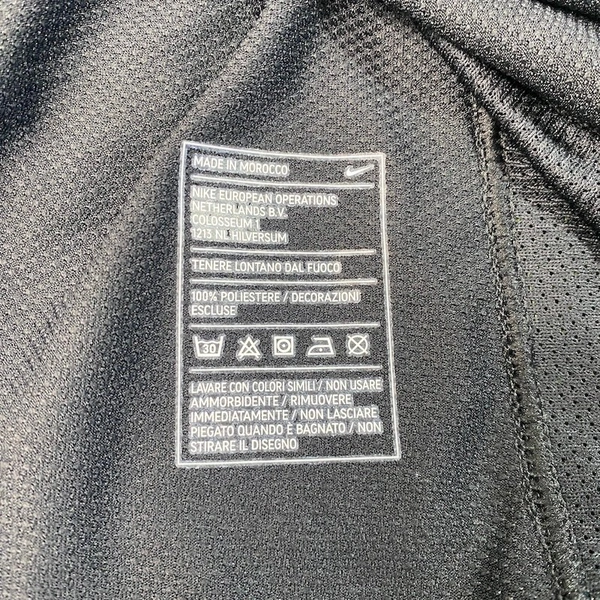 MADE IN MOROCCO
NIKE EUROPEAN OPERATIONS
NETHERLANDS B.V.
COLOSSEUM 1
1213 NL HILVERSUM
TENERE LONTANO DAL FUOCO
100% POLIESTERE / DECORAZIONI
ESCLUSE
30
LAVARE CON COLORI SIMILI / NON USARE
AMMORBIDENTE / RIMUOVERE
IMMEDIATAMENTE / NON LASCIARE
PIEGATO QUANDO È BAGNATO / NON
STIRARE IL DISEGNO